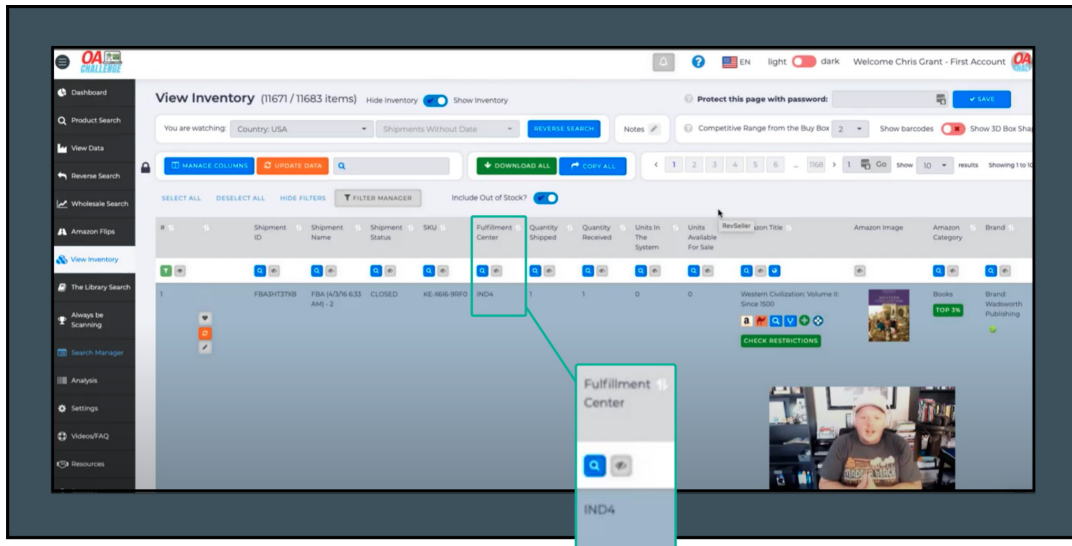 OA
CHALLENGE
EN light dark Welcome Chris Grant - First Account OA
Dashboard
Product Search
View Data
Reverse Search
Wholesale Search
Amazon Flips
View Inventory
The Library Search
Always be
Scanning
Search Manager
Analysis
Settings
Videos/FAQ
Resources
View Inventory (11671 / 11683 items) Hide Inventory Show Inventory
Protect this page with password: SAVE
You are watching: Country: USA Shipments Without Date REVERSE SEARCH Notes
Competitive Range from the Buy Box 2 Show barcodes Show 3D Box Sha
MANAGE COLUMNS UPDATE DATA DOWNLOAD ALL COPY ALL
< 1 2 3 4 5 6 ... 1168 > 1 Go Show 10 results Showing 1 to 10
SELECT ALL DESELECT ALL HIDE FILTERS FILTER MANAGER Include Out of Stock?
#
Shipment
ID
Shipment
Name
Shipment
Status
SKU
Fulfillment
Center
Quantity
Shipped
Quantity
Received
Units In
The
System
Units
Available
For Sale
RevSeller
zon Title
Amazon Image
Amazon
Category
Brand
1
FBA3HT37KB
FBA (4/3/16 6:33
AM) - 2
CLOSED
KE-X6I6-9RF0
IND4
1
1
0
0
Western Civilization: Volume II:
Since 1500
a
CHECK RESTRICTIONS
Books
TOP 3%
Brand:
Wadsworth
Publishing
Fulfillment
Center
IND4